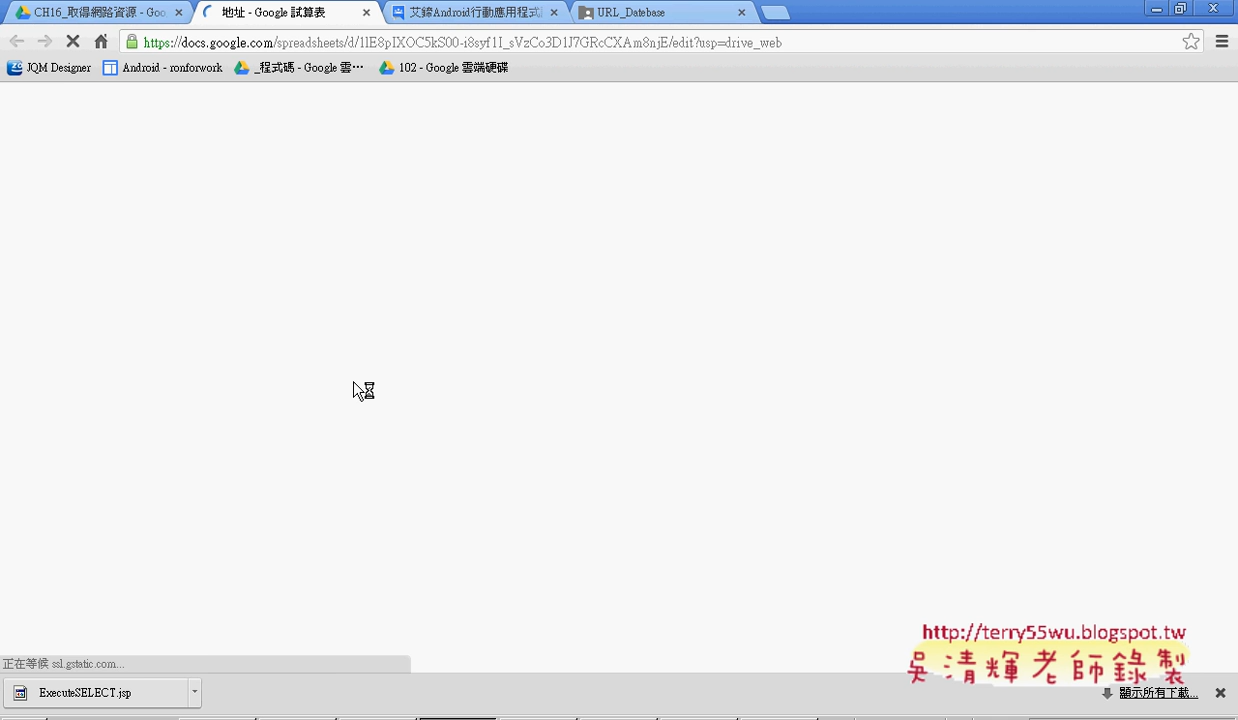 CH16_取得網路資源 - Goo
地址 - Google 試算表
艾鍗Android行動應用程式
URL_Datebase
https://docs.google.com/spreadsheets/d/1lE8pIXOC5kS00-i8syf1I_sVzCo3D1J7GRcCXAm8njE/edit?usp=drive_web
JQM Designer
Android - ronforwork
_程式碼 - Google 雲…
102 - Google 雲端硬碟
http://terry55wu.blogspot.tw
吳清輝老師錄製
正在等候 ssl.gstatic.com...
ExecuteSELECT.jsp
顯示所有下載...